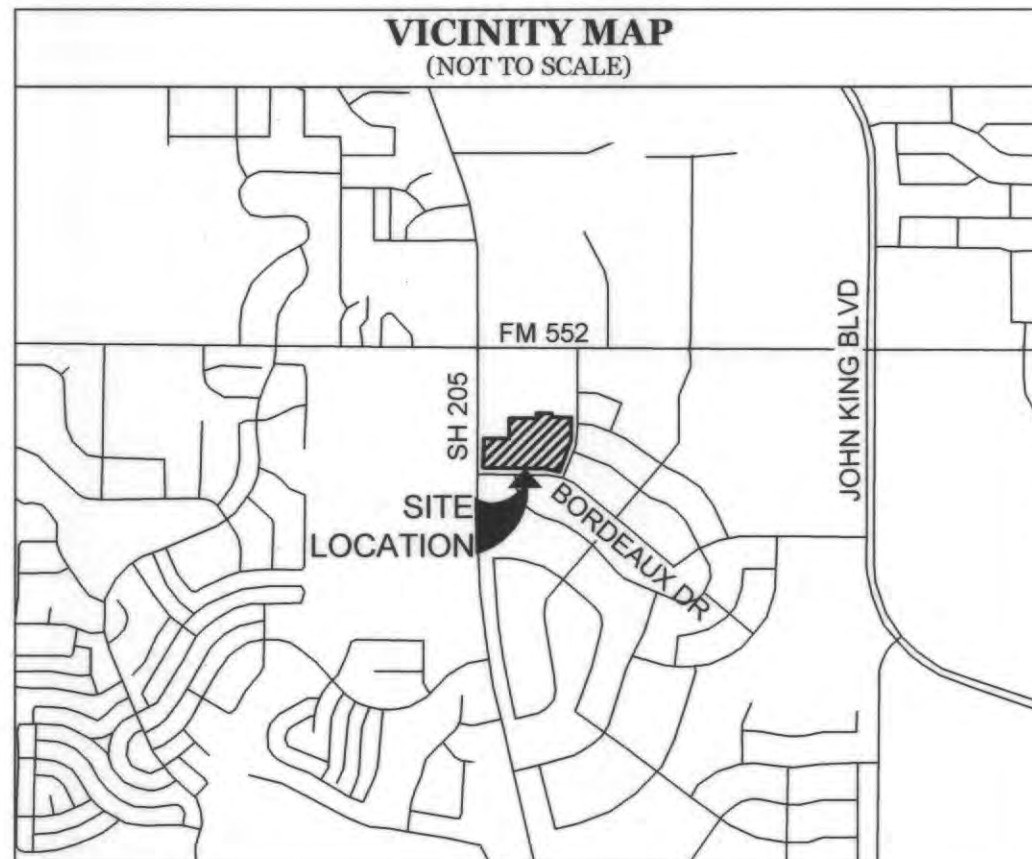 VICINITY MAP
(NOT TO SCALE)
FM 552
SH 205
JOHN KING BLVD
SITE
LOCATION
BORDEAUX DR